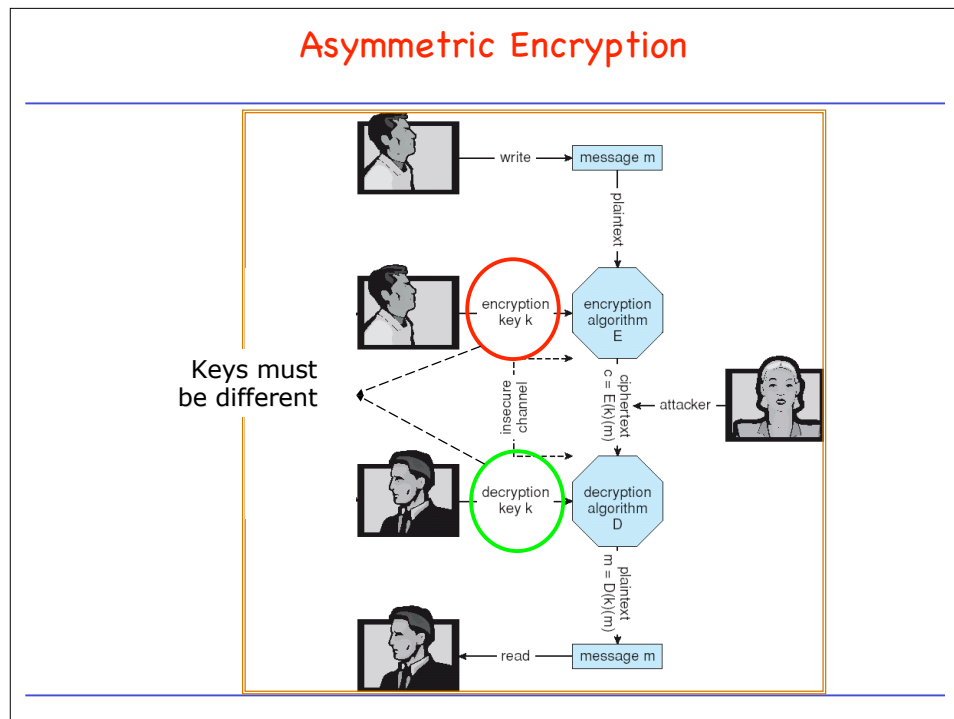 Asymmetric Encryption
write
message m
plaintext
encryption
key k
encryption
algorithm
E
Keys must
be different
insecure
channel
ciphertext
c = E(k)(m)
attacker
decryption
key k
decryption
algorithm
D
plaintext
m = D(k)(m)
read
message m